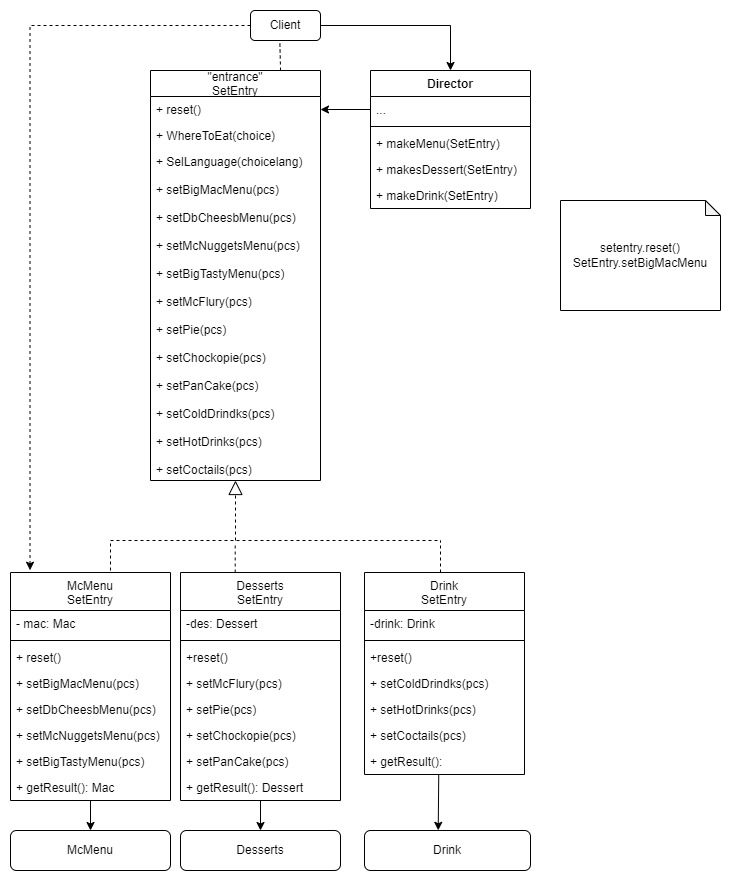 Client
"entrance"
SetEntry
+ reset()
+ WhereToEat(choice)
+ SelLanguage(choicelang)
+ setBigMacMenu(pcs)
+ setDbCheesbMenu(pcs)
+ setMcNuggetsMenu(pcs)
+ setBigTastyMenu(pcs)
+ setMcFlury(pcs)
+ setPie(pcs)
+ setChockopie(pcs)
+ setPanCake(pcs)
+ setColdDrindks(pcs)
+ setHotDrinks(pcs)
+ setCoctails(pcs)
Director
...
+ makeMenu(SetEntry)
+ makesDessert(SetEntry)
+ makeDrink(SetEntry)
setentry.reset()
SetEntry.setBigMacMenu
McMenu
SetEntry
- mac: Mac
+ reset()
+ setBigMacMenu(pcs)
+ setDbCheesbMenu(pcs)
+ setMcNuggetsMenu(pcs)
+ setBigTastyMenu(pcs)
+ getResult(): Mac
Desserts
SetEntry
-des: Dessert
+reset()
+ setMcFlury(pcs)
+ setPie(pcs)
+ setChockopie(pcs)
+ setPanCake(pcs)
+ getResult(): Dessert
Drink
SetEntry
-drink: Drink
+reset()
+ setColdDrindks(pcs)
+ setHotDrinks(pcs)
+ setCoctails(pcs)
+ getResult():
McMenu
Desserts
Drink